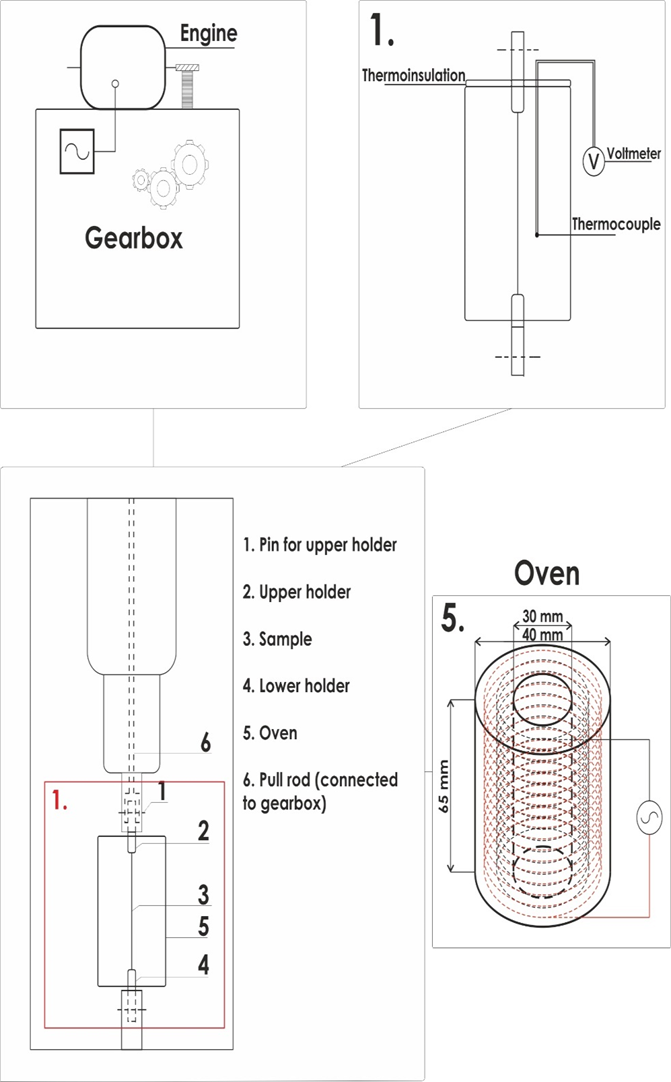 Engine
Gearbox
1.
Thermoinsulation
V
Voltmeter
Thermocouple
1. Pin for upper holder
2. Upper holder
3. Sample
4. Lower holder
5. Oven
6. Pull rod (connected
to gearbox)
6
1.
1
2
3
5
4
Oven
5.
30 mm
40 mm
65 mm